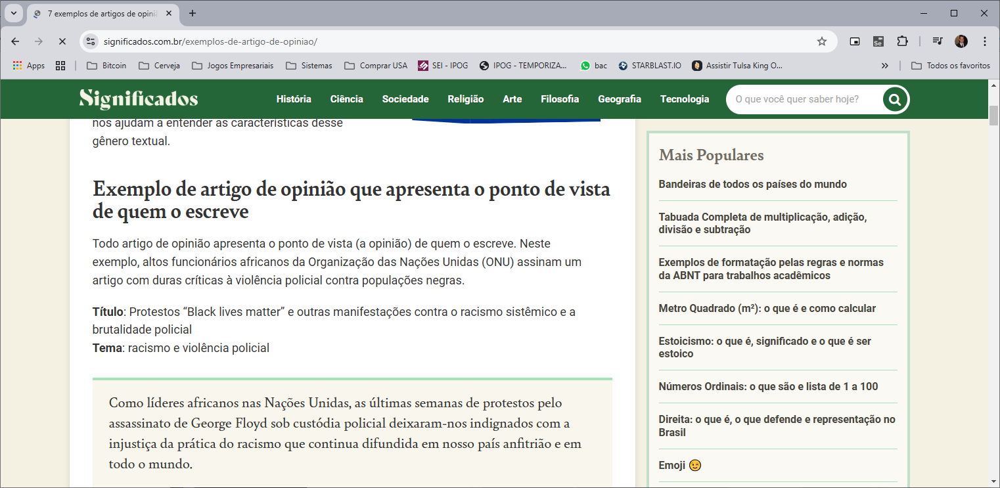 7 exemplos de artigos de opini
significados.com.br/exemplos-de-artigo-de-opiniao/
Apps
Bitcoin
Cerveja
Jogos Empresariais
Sistemas
Comprar USA
SEI - IPOG
IPOG - TEMPORIZA...
bac
STARBLAST.IO
Assistir Tulsa King O...
Todos os favoritos
Significados
História
Ciência
Sociedade
Religião
Arte
Filosofia
Geografia
Tecnologia
O que você quer saber hoje?
nos ajudam a entender as características desse
gênero textual.
Exemplo de artigo de opinião que apresenta o ponto de vista
de quem o escreve
Todo artigo de opinião apresenta o ponto de vista (a opinião) de quem o escreve. Neste
exemplo, altos funcionários africanos da Organização das Nações Unidas (ONU) assinam um
artigo com duras críticas à violência policial contra populações negras.
Título: Protestos “Black lives matter” e outras manifestações contra o racismo sistêmico e a
brutalidade policial
Tema: racismo e violência policial
Como líderes africanos nas Nações Unidas, as últimas semanas de protestos pelo
assassinato de George Floyd sob custódia policial deixaram-nos indignados com a
injustiça da prática do racismo que continua difundida em nosso país anfitrião e em
todo o mundo.
Mais Populares
Bandeiras de todos os países do mundo
Tabuada Completa de multiplicação, adição,
divisão e subtração
Exemplos de formatação pelas regras e normas
da ABNT para trabalhos acadêmicos
Metro Quadrado (m²): o que é e como calcular
Estoicismo: o que é, significado e o que é ser
estoico
Números Ordinais: o que são e lista de 1 a 100
Direita: o que é, o que defende e representação no
Brasil
Emoji 😉